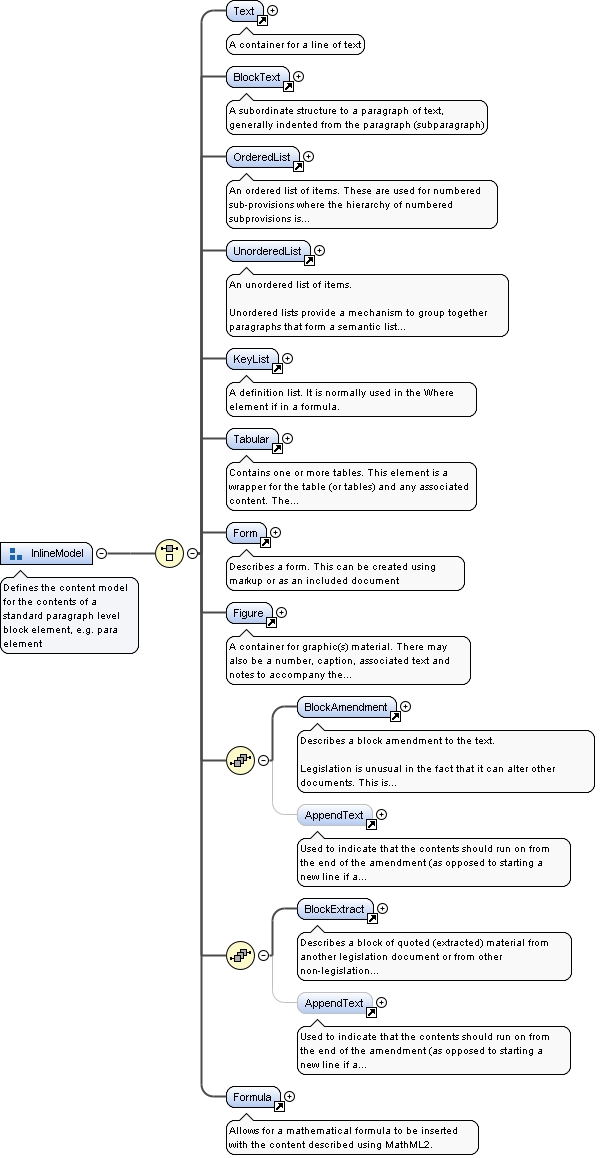 Text
A container for a line of text
BlockText
A subordinate structure to a paragraph of text,
generally indented from the paragraph (subparagraph)
OrderedList
An ordered list of items. These are used for numbered
sub-provisions where the hierarchy of numbered
subprovisions is...
UnorderedList
An unordered list of items.
Unordered lists provide a mechanism to group together
paragraphs that form a semantic list...
KeyList
A definition list. It is normally used in the Where
element if in a formula.
Tabular
Contains one or more tables. This element is a
wrapper for the table (or tables) and any associated
content. The...
InlineModel
Defines the content model
for the contents of a
standard paragraph level
block element, e.g. para
element
Form
Describes a form. This can be created using
markup or as an included document
Figure
A container for graphic(s) material. There may
also be a number, caption, associated text and
notes to accompany the...
BlockAmendment
Describes a block amendment to the text.
Legislation is unusual in the fact that it can alter other
documents. This is...
AppendText
Used to indicate that the contents should run on from
the end of the amendment (as opposed to starting a
new line if a...
BlockExtract
Describes a block of quoted (extracted) material from
another legislation document or from other
non-legislation...
AppendText
Used to indicate that the contents should run on from
the end of the amendment (as opposed to starting a
new line if a...
Formula
Allows for a mathematical formula to be inserted
with the content described using MathML2.